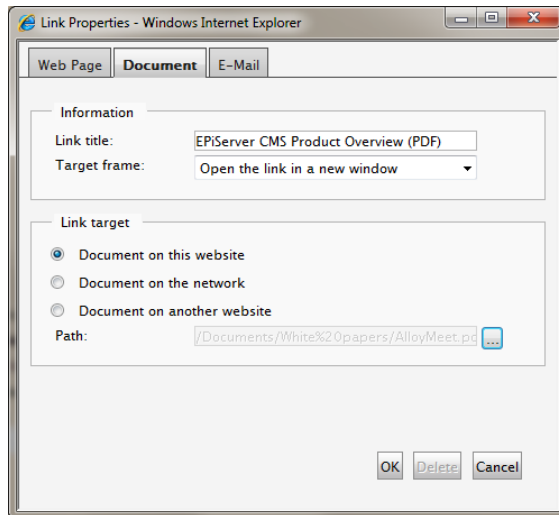 Link Properties - Windows Internet Explorer
Web Page Document E-Mail
Information
Link title: EPiServer CMS Product Overview (PDF)
Target frame: Open the link in a new window
Link target
Document on this website
Document on the network
Document on another website
Path: /Documents/White%20papers/AlloyMeet.pd ...
OK Delete Cancel